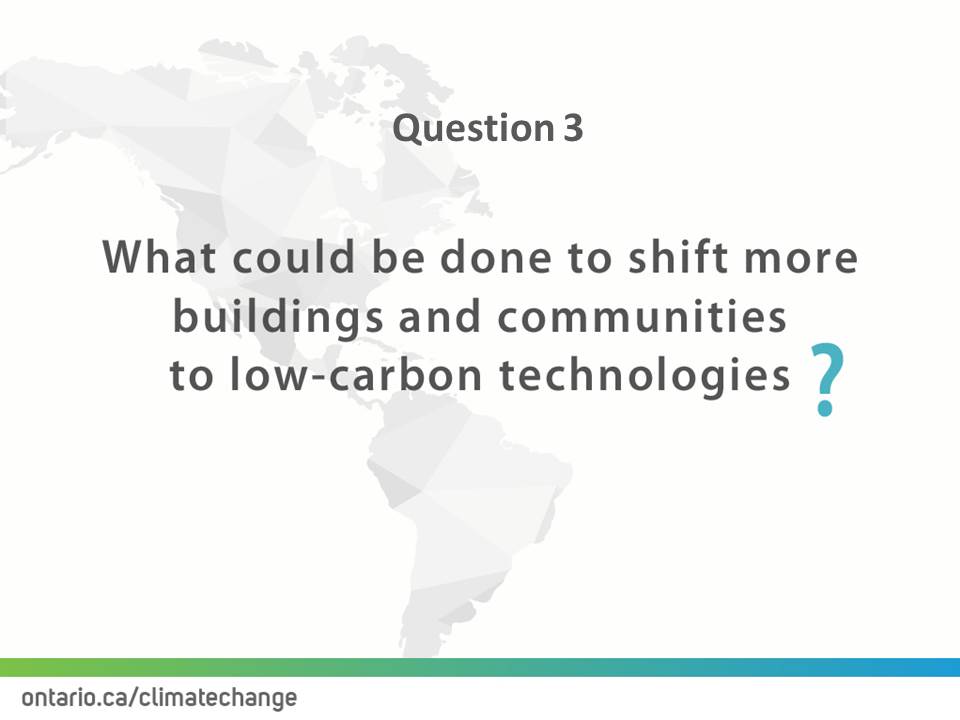 Question 3
What could be done to shift more
buildings and communities
to low-carbon technologies ?
ontario.ca/climatechange